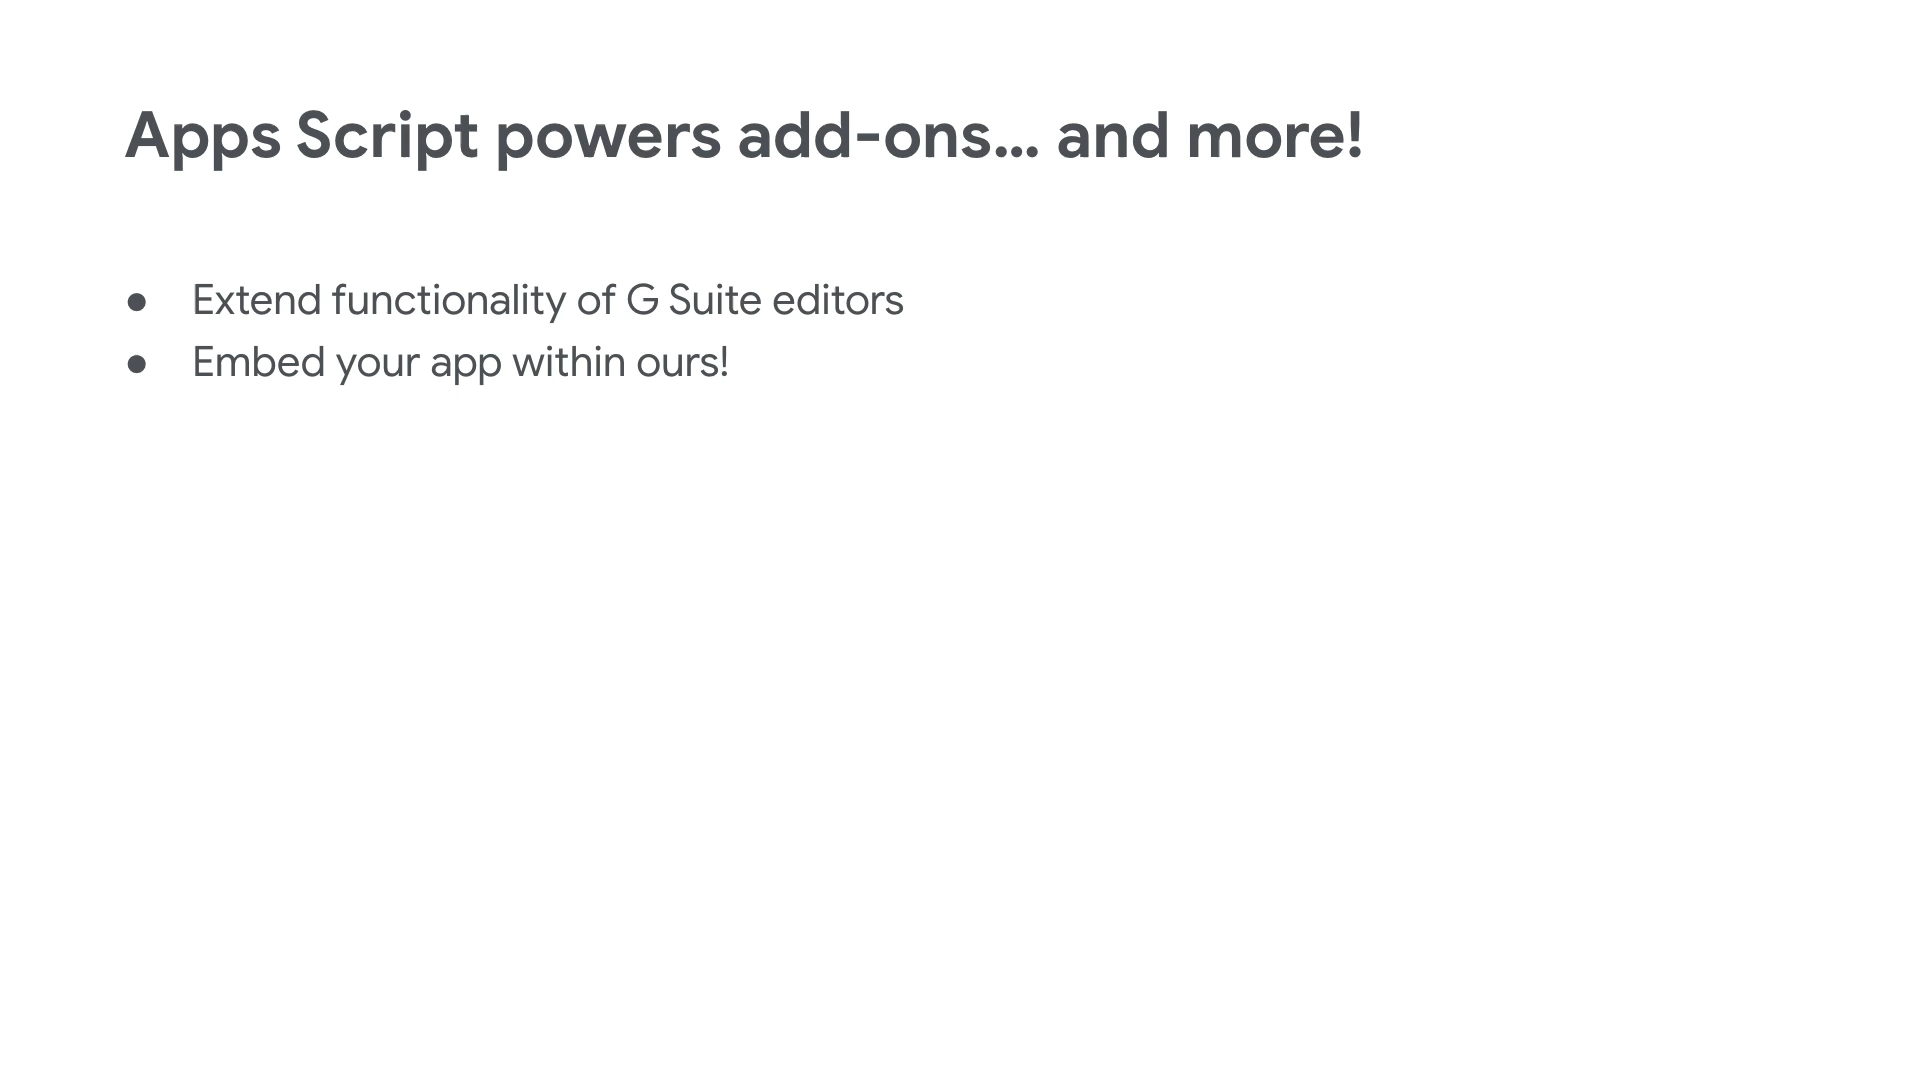 Apps Script powers add-ons… and more!
● Extend functionality of G Suite editors
● Embed your app within ours!